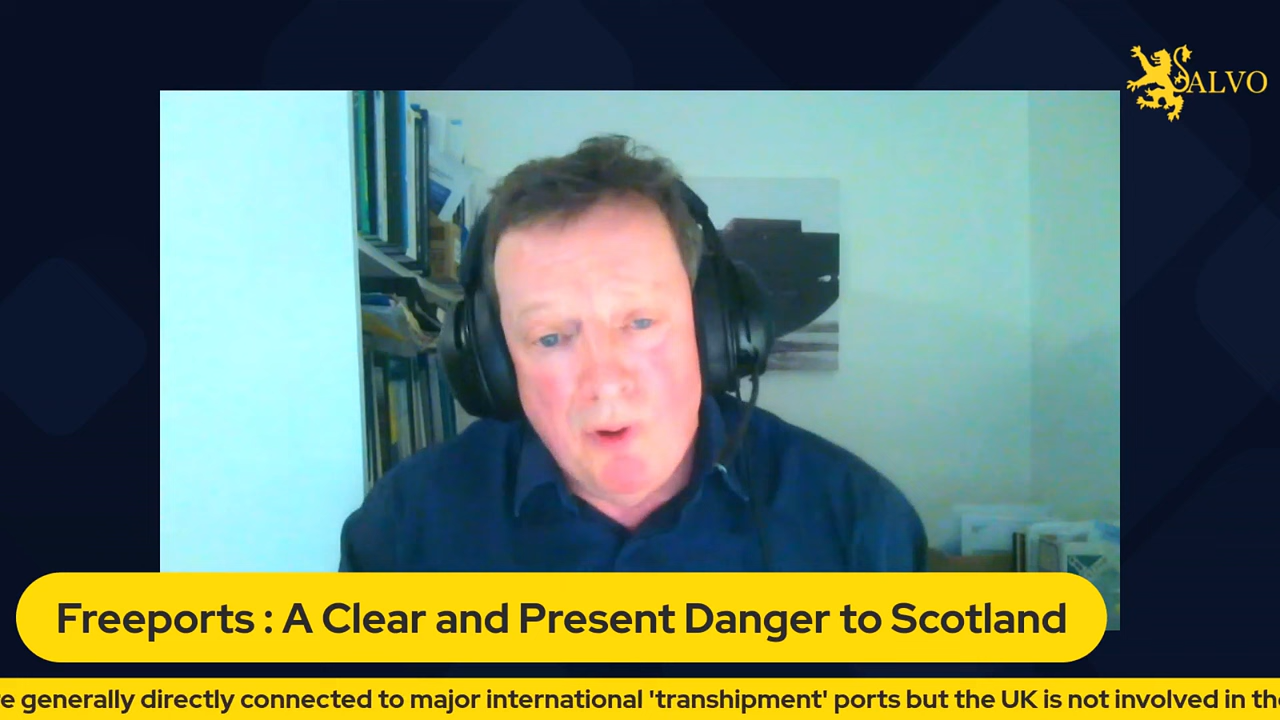 SALVO
Freeports : A Clear and Present Danger to Scotland
generally directly connected to major international 'transhipment' ports but the UK is not involved in